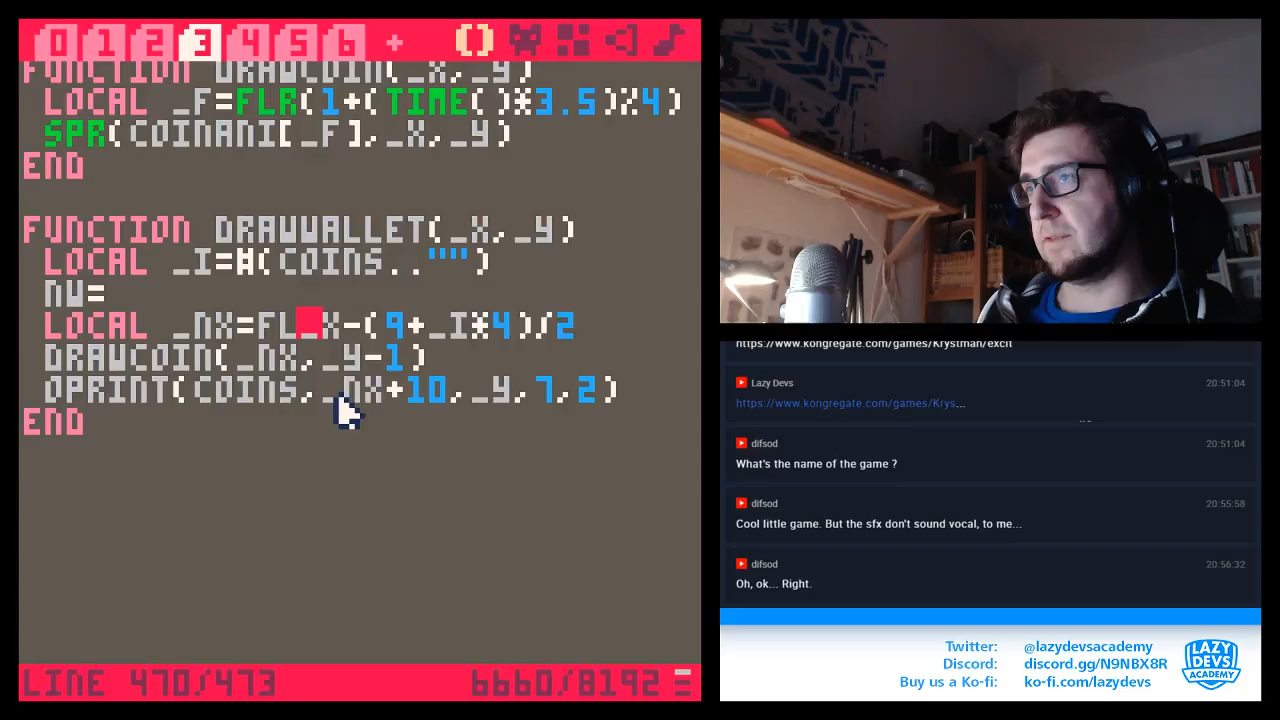 0 1 2 3 4 5 6 +
FUNCTION DRAWCOIN(_X,_Y)
LOCAL _F=FLR(1+(TIME()*3.5)%4)
SPR(COINANI[_F],_X,_Y)
END
FUNCTION DRAWWALLET(_X,_Y)
LOCAL _I=#(COINS.."")
NW=
LOCAL _NX=FL_X-(9+_I*4)/2
DRAWCOIN(_NX,_Y-1)
OPRINT(COINS,_NX+10,_Y,7,2)
END
LINE 470/473
6660/8192
https://www.kongregate.com/games/Krystman/excit
Lazy Devs 20:51:04
https://www.kongregate.com/games/Krys...
difsod 20:51:04
What's the name of the game ?
difsod 20:55:58
Cool little game. But the sfx don't sound vocal, to me...
difsod 20:56:32
Oh, ok... Right.
Twitter: @lazydevsacademy
Discord: discord.gg/N9NBX8R
Buy us a Ko-fi: ko-fi.com/lazydevs
LAZY
DEVS
ACADEMY